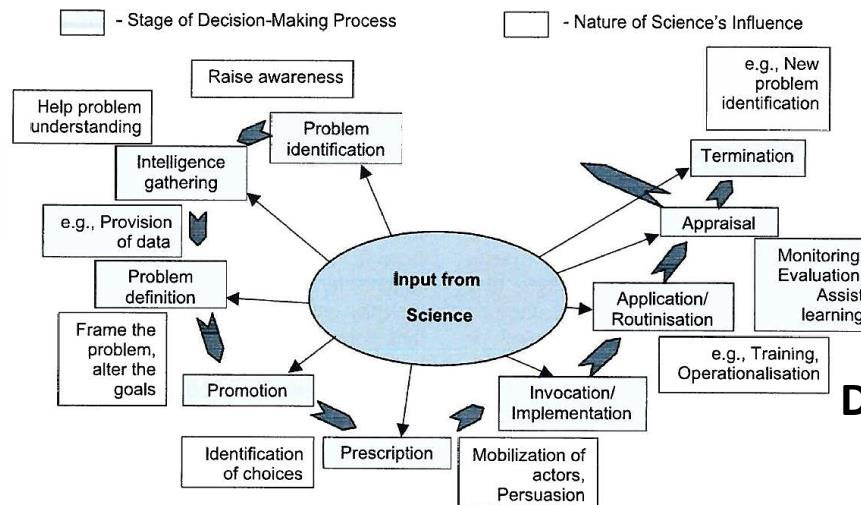 - Stage of Decision-Making Process
- Nature of Science's Influence
Raise awareness
e.g., New
problem
identification
Help problem
understanding
Problem
identification
Intelligence
gathering
Termination
e.g., Provision
of data
Appraisal
Problem
definition
Input from
Science
Monitoring
Evaluation
Assist
learning
Application/
Routinisation
Frame the
problem,
alter the
goals
e.g., Training,
Operationalisation
Promotion
Invocation/
Implementation
D
Identification
of choices
Prescription
Mobilization of
actors,
Persuasion